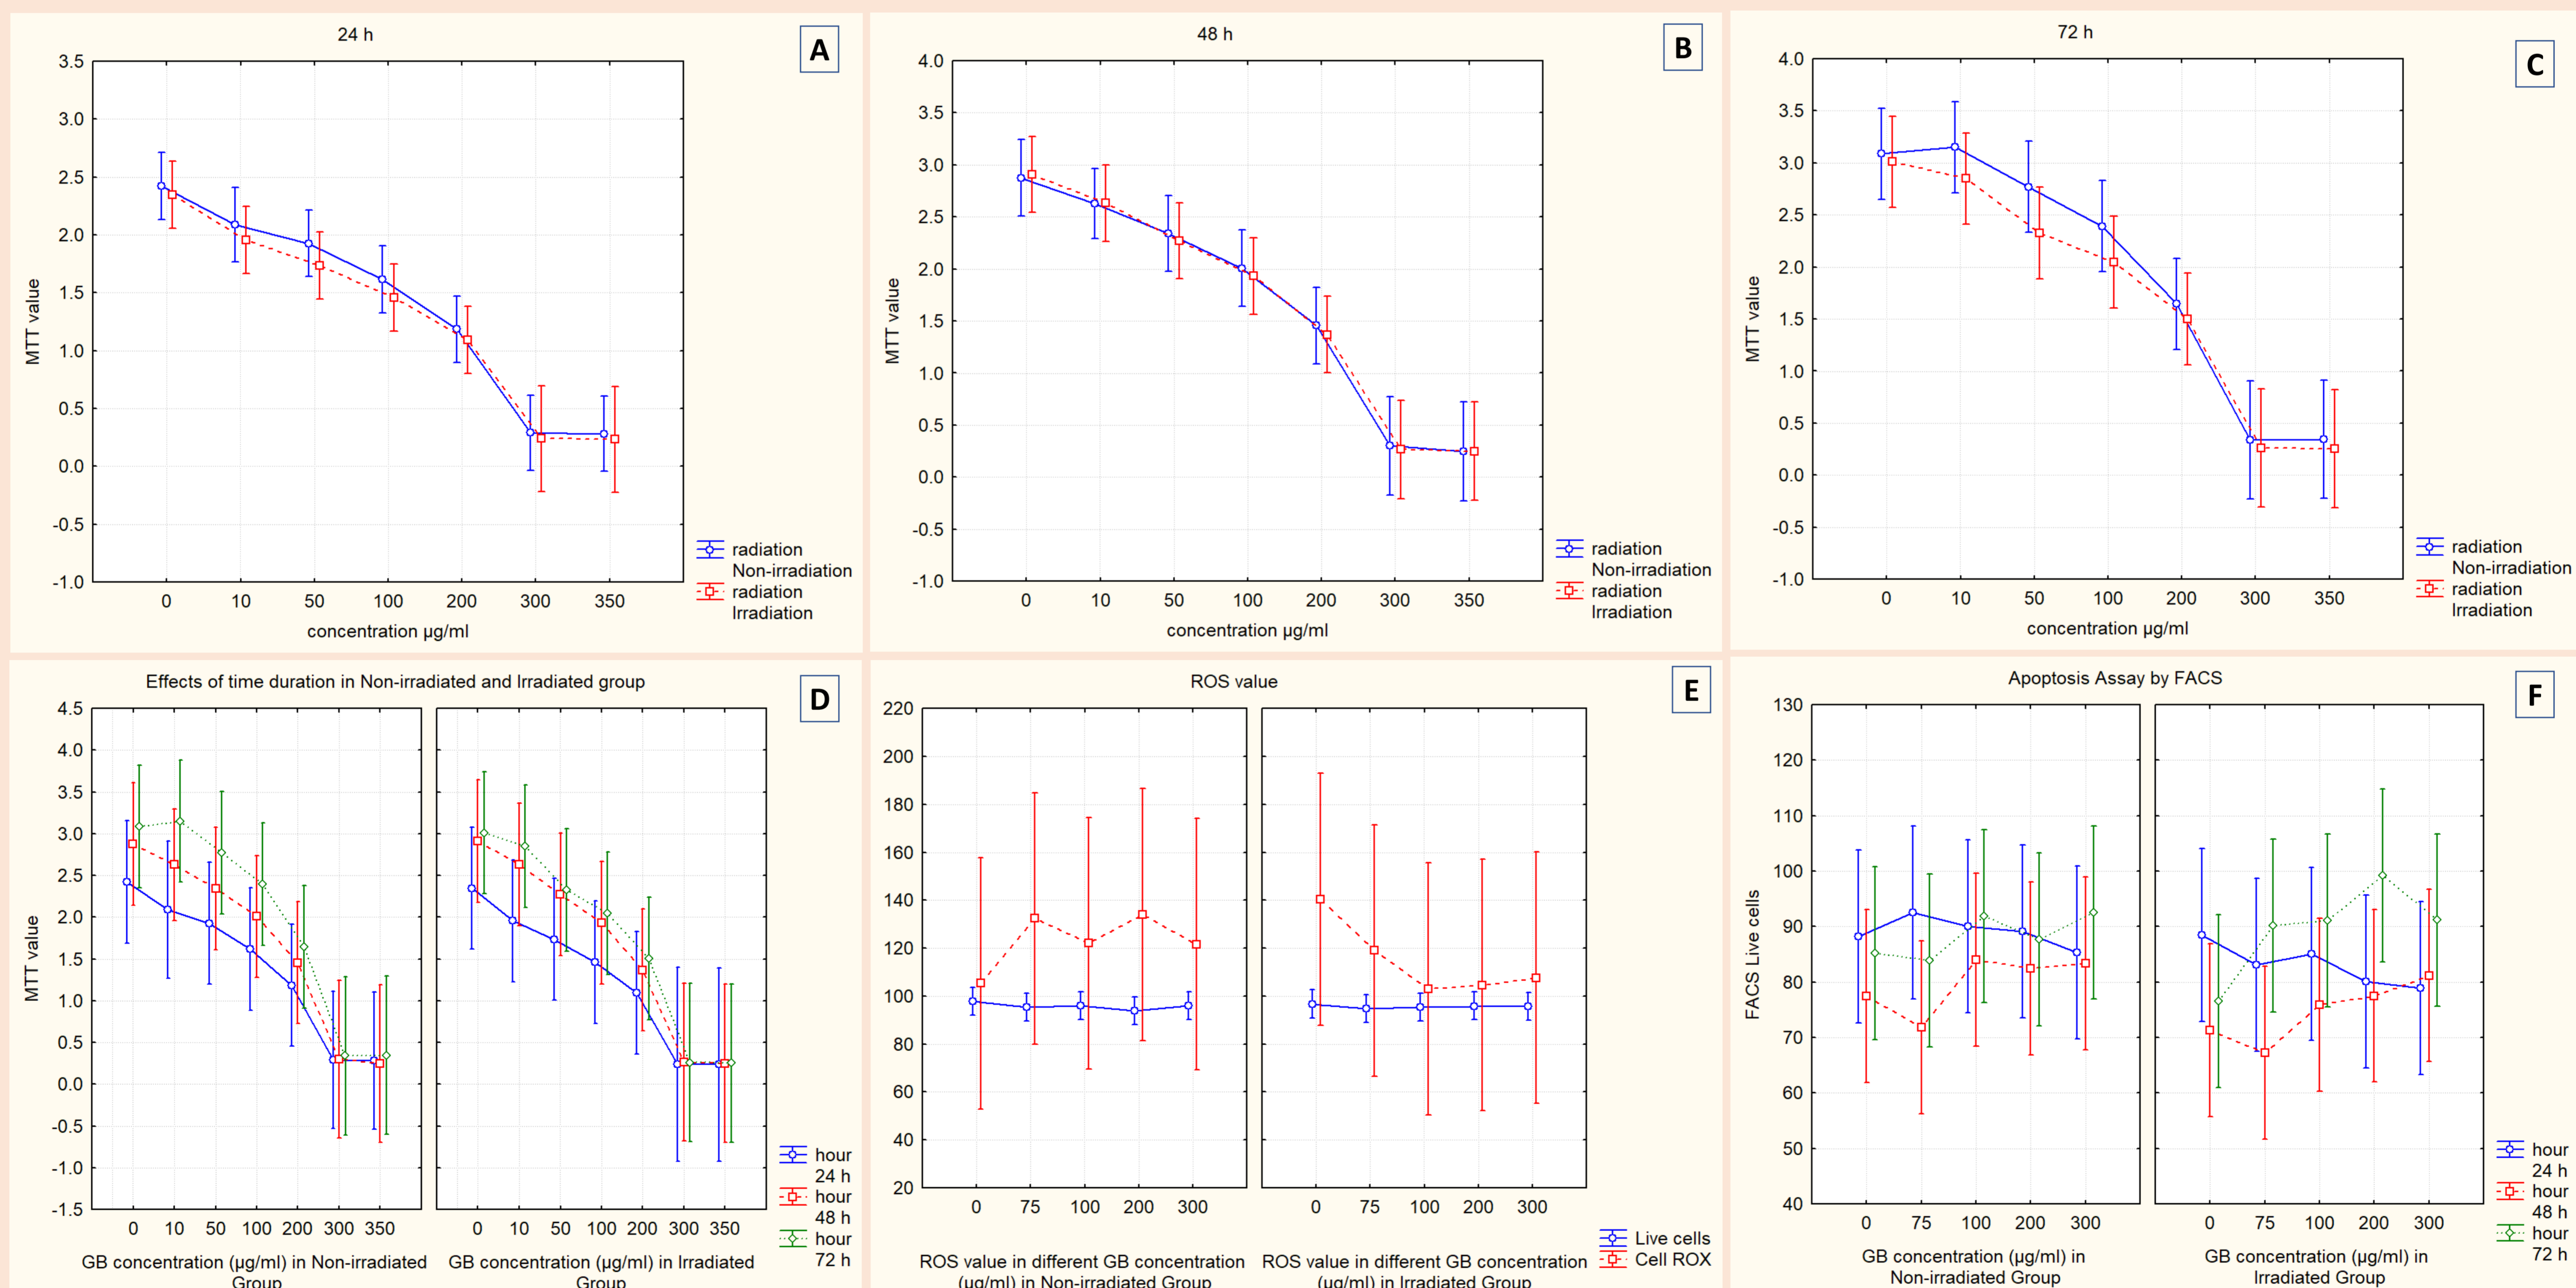 24 h
A
3.5
3.0
2.5
2.0
1.5
1.0
0.5
0.0
-0.5
-1.0
MTT value
0 10 50 100 200 300 350
concentration µg/ml
radiation
Non-irradiation
radiation
Irradiation
48 h
B
4.0
3.5
3.0
2.5
2.0
1.5
1.0
0.5
0.0
-0.5
-1.0
MTT value
0 10 50 100 200 300 350
concentration µg/ml
radiation
Non-irradiation
radiation
Irradiation
72 h
C
4.0
3.5
3.0
2.5
2.0
1.5
1.0
0.5
0.0
-0.5
-1.0
MTT value
0 10 50 100 200 300 350
concentration µg/ml
radiation
Non-irradiation
radiation
Irradiation
Effects of time duration in Non-irradiated and Irradiated group
D
4.5
4.0
3.5
3.0
2.5
2.0
1.5
1.0
0.5
0.0
-0.5
-1.0
-1.5
MTT value
0 10 50 100 200 300 350
GB concentration (µg/ml) in Non-irradiated
Group
0 10 50 100 200 300 350
GB concentration (µg/ml) in Irradiated
Group
hour
24 h
hour
48 h
hour
72 h
ROS value
E
220
200
180
160
140
120
100
80
60
40
20
0 75 100 200 300
ROS value in different GB concentration
(µg/ml) in Non-irradiated Group
0 75 100 200 300
ROS value in different GB concentration
(µg/ml) in Irradiated Group
Live cells
Cell ROX
Apoptosis Assay by FACS
F
130
120
110
100
90
80
70
60
50
40
FACS Live cells
0 75 100 200 300
GB concentration (µg/ml) in
Non-irradiated Group
0 75 100 200 300
GB concentration (µg/ml) in
Irradiated Group
hour
24 h
hour
48 h
hour
72 h